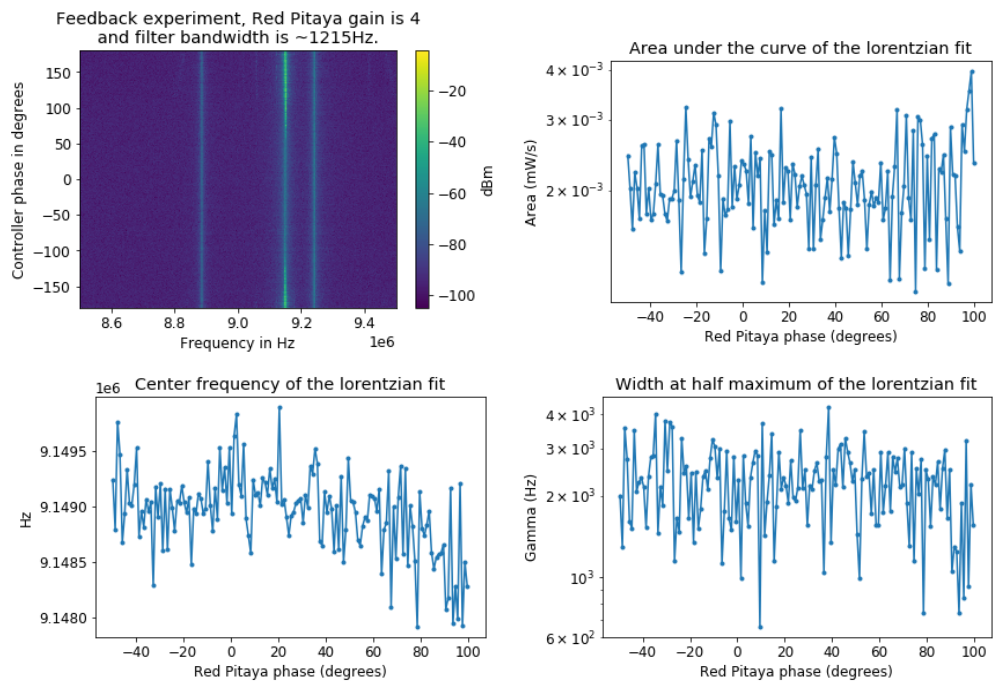 Feedback experiment, Red Pitaya gain is 4
and filter bandwidth is ~1215Hz.
Controller phase in degrees
150
100
50
0
−50
−100
−150
8.6
8.8
9.0
9.2
9.4
1e6
Frequency in Hz
−20
−40
−60
−80
−100
dBm
Area under the curve of the lorentzian fit
Area (mW/s)
4 × 10⁻³
3 × 10⁻³
2 × 10⁻³
−40
−20
0
20
40
60
80
100
Red Pitaya phase (degrees)
Center frequency of the lorentzian fit
1e6
Hz
9.1495
9.1490
9.1485
9.1480
−40
−20
0
20
40
60
80
100
Red Pitaya phase (degrees)
Width at half maximum of the lorentzian fit
Gamma (Hz)
4 × 10³
3 × 10³
2 × 10³
10³
6 × 10²
−40
−20
0
20
40
60
80
100
Red Pitaya phase (degrees)